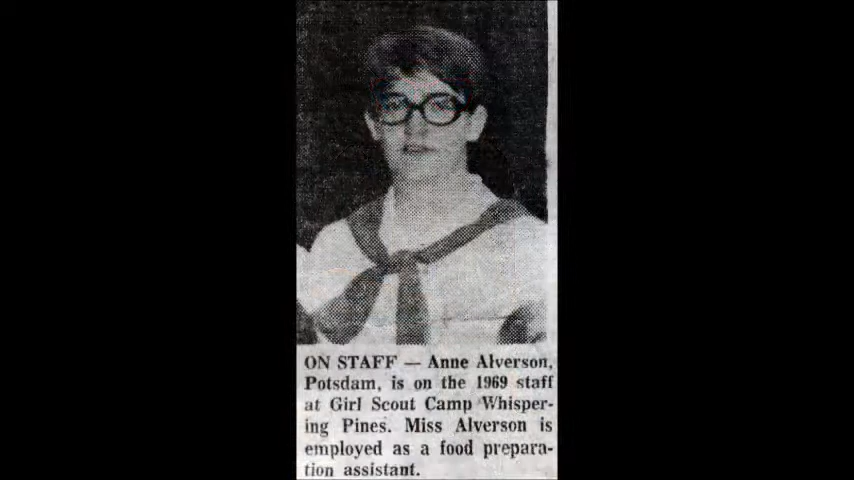 ON STAFF — Anne Alverson,
Potsdam, is on the 1969 staff
at Girl Scout Camp Whisper-
ing Pines. Miss Alverson is
employed as a food prepara-
tion assistant.